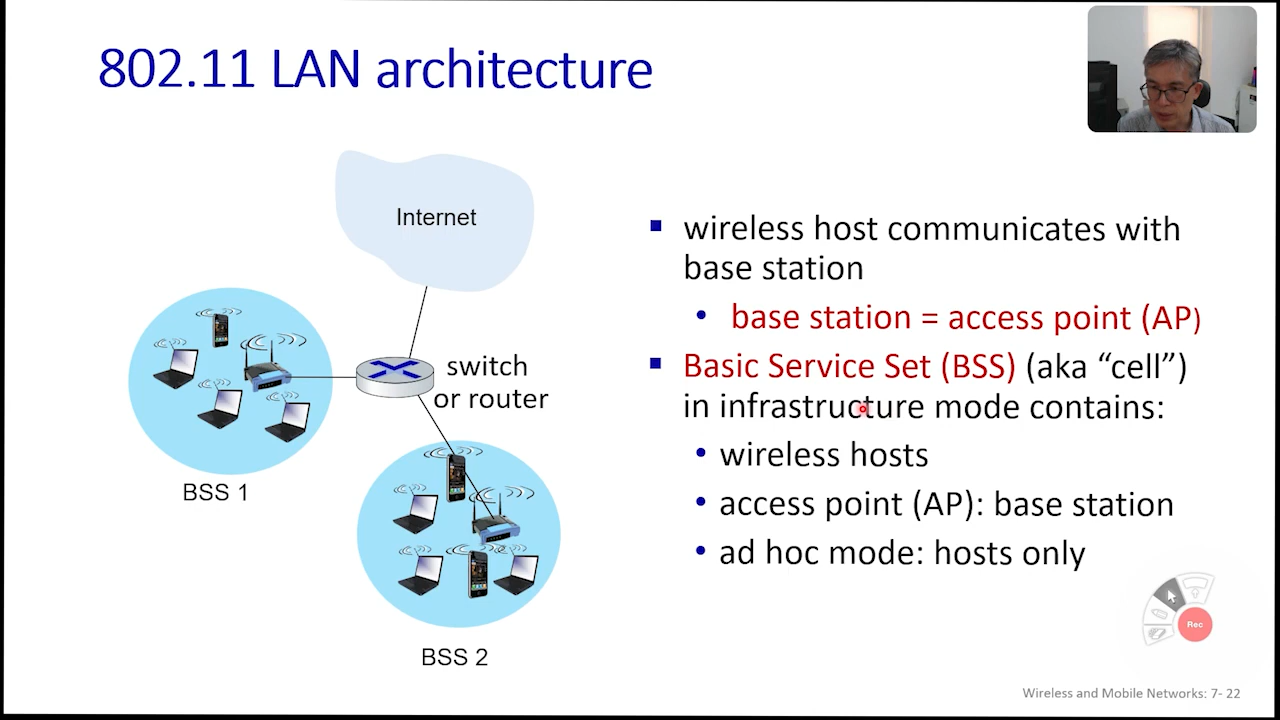 802.11 LAN architecture
Internet
switch
or router
BSS 1
BSS 2
▪ wireless host communicates with
base station
• base station = access point (AP)
▪ Basic Service Set (BSS) (aka “cell”)
in infrastructure mode contains:
• wireless hosts
• access point (AP): base station
• ad hoc mode: hosts only
Rec
Wireless and Mobile Networks: 7- 22